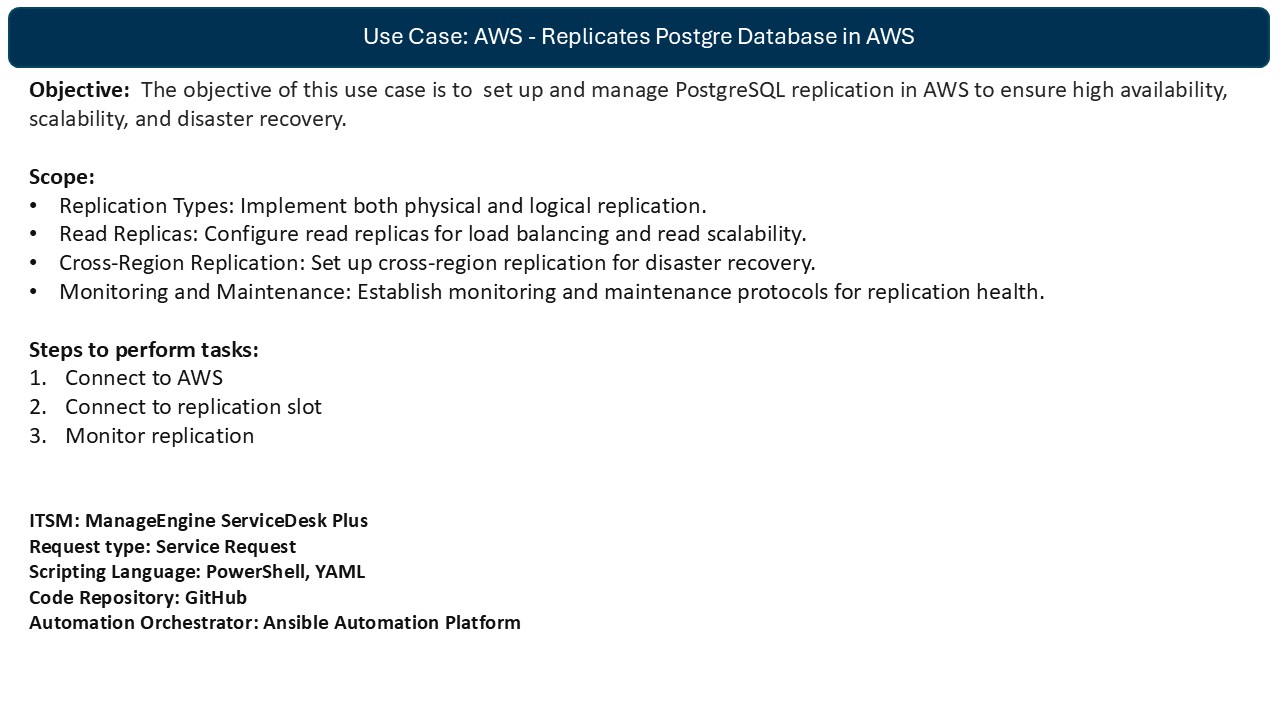 Use Case: AWS - Replicates Postgre Database in AWS
Objective:  The objective of this use case is to  set up and manage PostgreSQL replication in AWS to ensure high availability,
scalability, and disaster recovery.
Scope:
• Replication Types: Implement both physical and logical replication.
• Read Replicas: Configure read replicas for load balancing and read scalability.
• Cross-Region Replication: Set up cross-region replication for disaster recovery.
• Monitoring and Maintenance: Establish monitoring and maintenance protocols for replication health.
Steps to perform tasks:
1. Connect to AWS
2. Connect to replication slot
3. Monitor replication
ITSM: ManageEngine ServiceDesk Plus
Request type: Service Request
Scripting Language: PowerShell, YAML
Code Repository: GitHub
Automation Orchestrator: Ansible Automation Platform